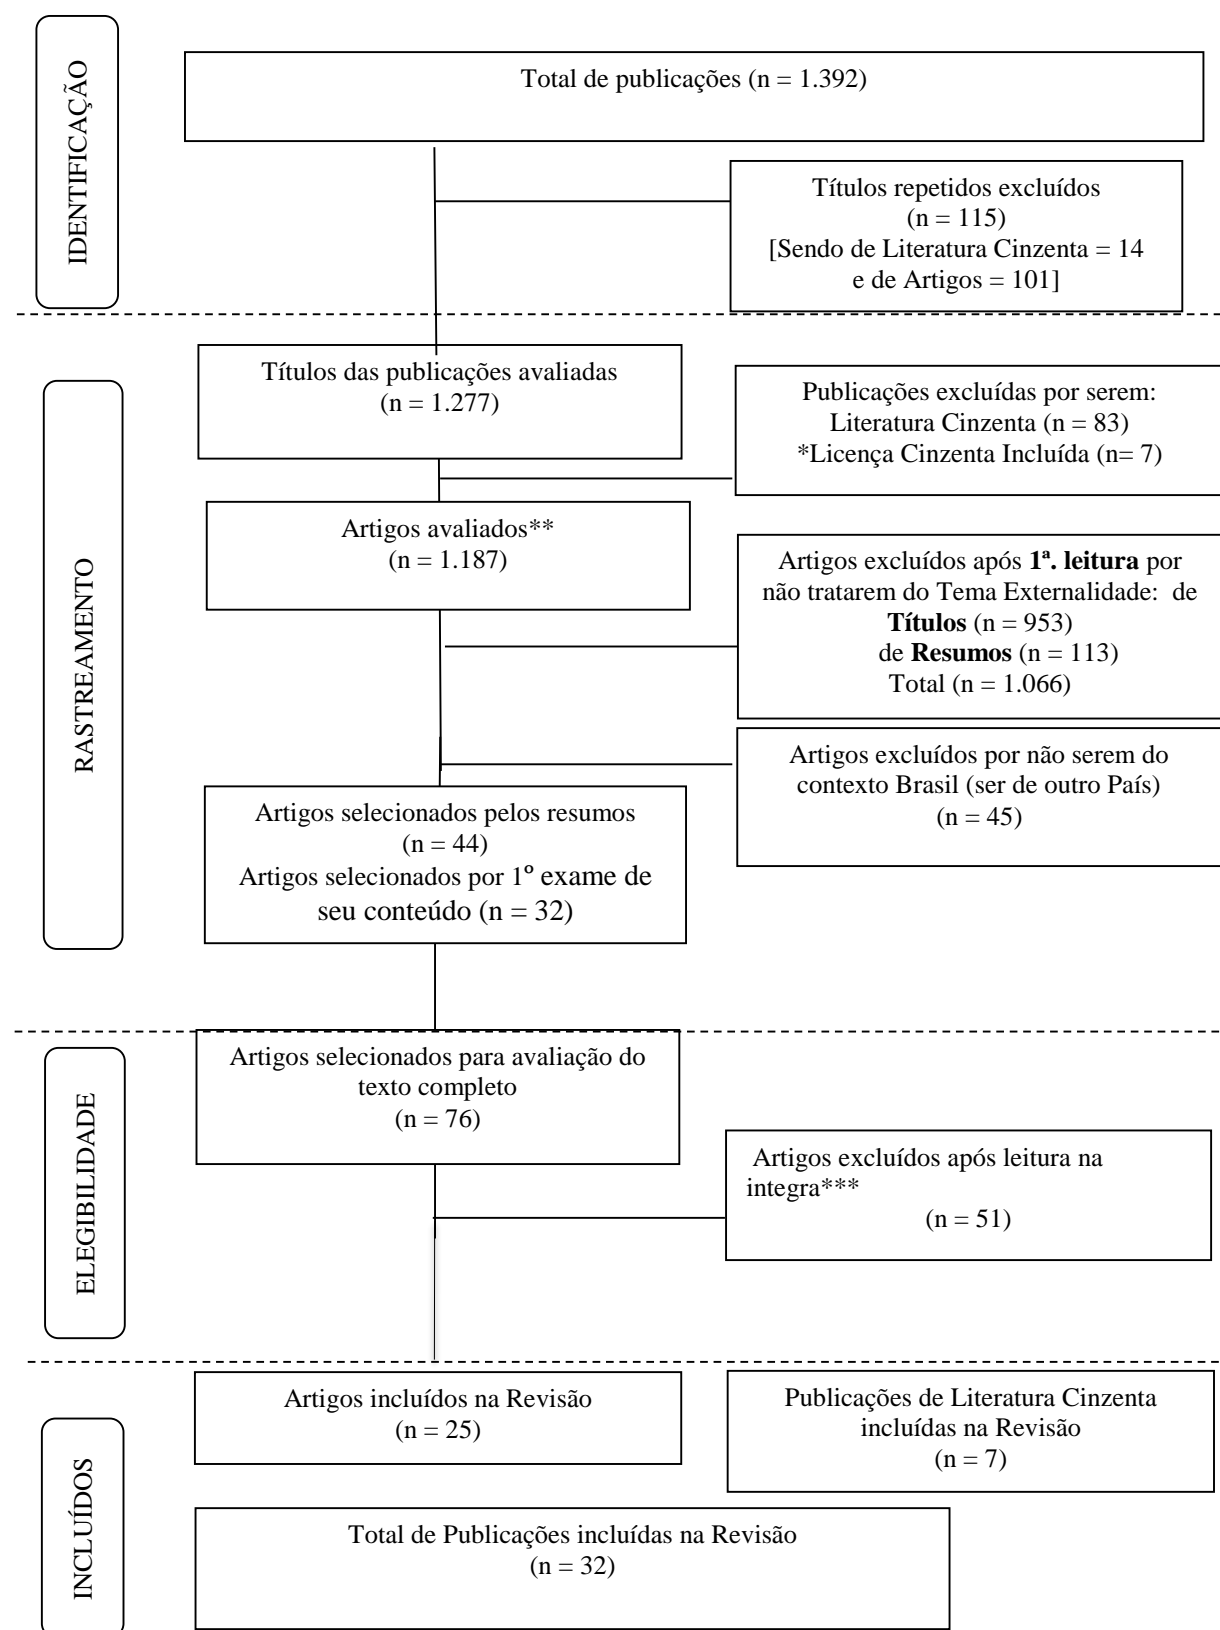 IDENTIFICAÇÃO
Total de publicações (n = 1.392)
Títulos repetidos excluídos
(n = 115)
[Sendo de Literatura Cinzenta = 14
e de Artigos = 101]
RASTREAMENTO
Títulos das publicações avaliadas
(n = 1.277)
Publicações excluídas por serem:
Literatura Cinzenta (n = 83)
*Licença Cinzenta Incluída (n= 7)
Artigos avaliados**
(n = 1.187)
Artigos excluídos após 1ª. leitura por
não tratarem do Tema Externalidade: de
Títulos (n = 953)
de Resumos (n = 113)
Total (n = 1.066)
Artigos excluídos por não serem do
contexto Brasil (ser de outro País)
(n = 45)
Artigos selecionados pelos resumos
(n = 44)
Artigos selecionados por 1º exame de
seu conteúdo (n = 32)
ELEGIBILIDADE
Artigos selecionados para avaliação do
texto completo
(n = 76)
Artigos excluídos após leitura na
integra***
(n = 51)
INCLUÍDOS
Artigos incluídos na Revisão
(n = 25)
Publicações de Literatura Cinzenta
incluídas na Revisão
(n = 7)
Total de Publicações incluídas na Revisão
(n = 32)